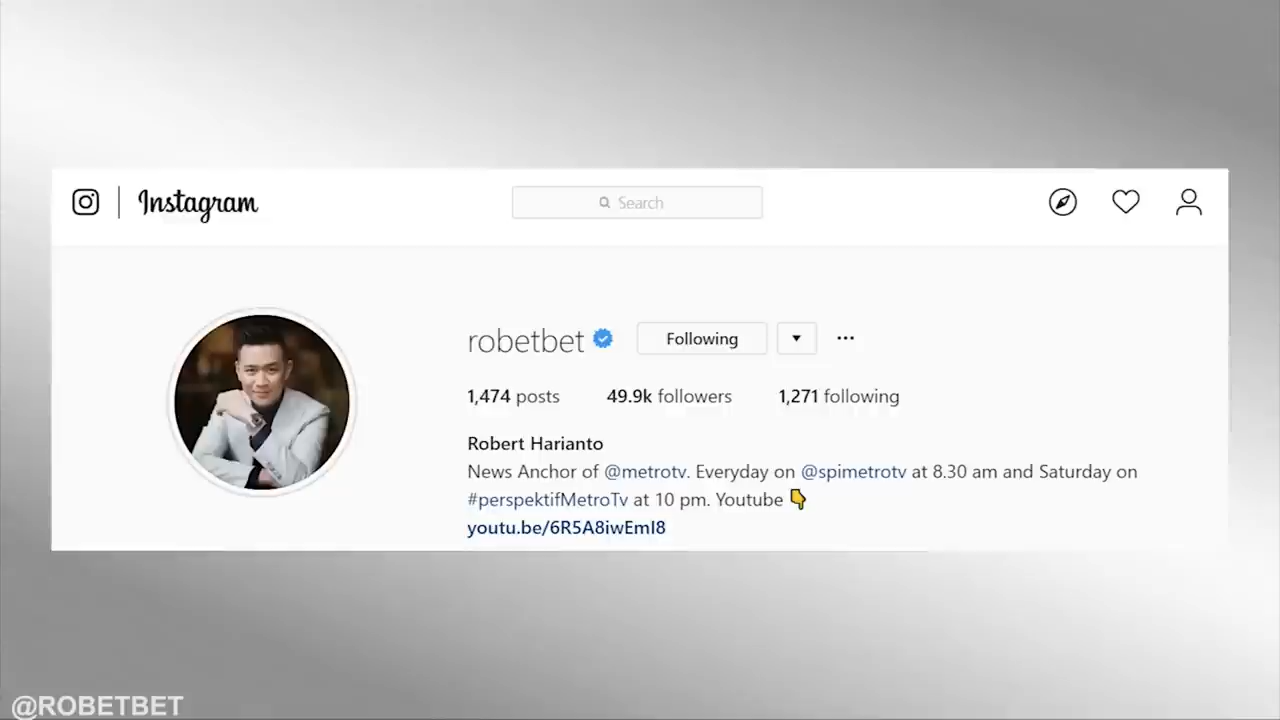 Instagram
Search
robetbet Following
1,474 posts 49.9k followers 1,271 following
Robert Harianto
News Anchor of @metrotv. Everyday on @spimetrotv at 8.30 am and Saturday on
#perspektifMetroTv at 10 pm. Youtube 👇
youtu.be/6R5A8iwEmI8
@ROBETBET